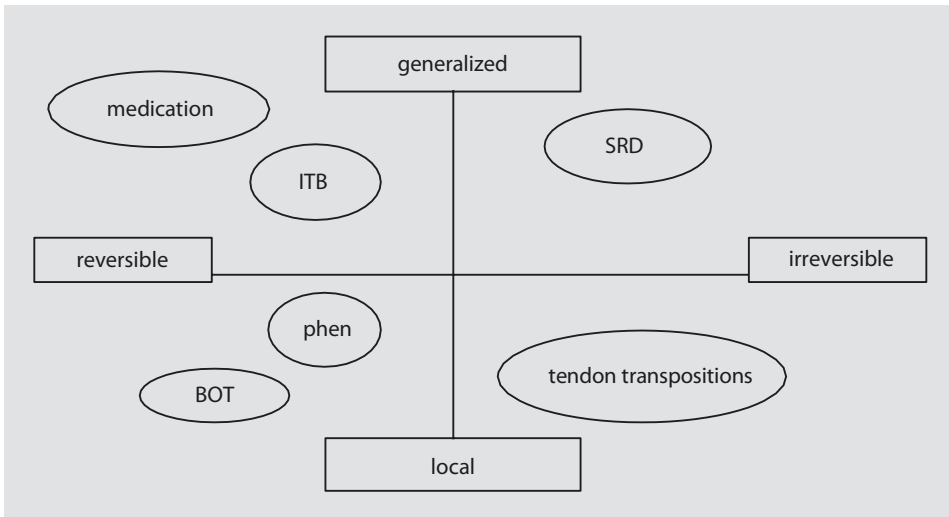 generalized
medication
SRD
ITB
reversible
irreversible
phen
tendon transpositions
BOT
local